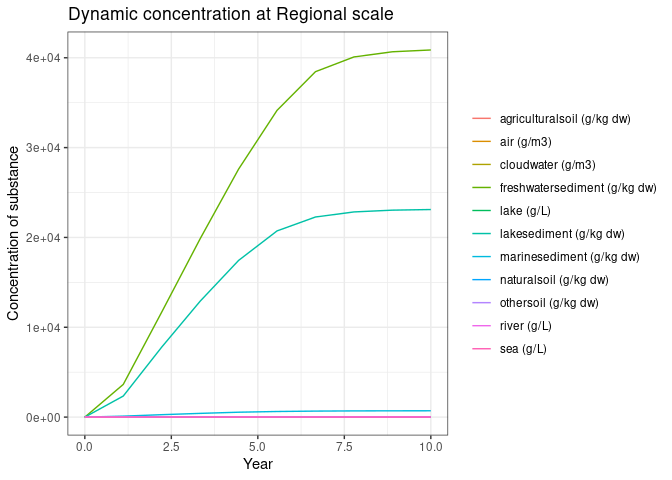 Dynamic concentration at Regional scale
Concentration of substance
4e+04
3e+04
2e+04
1e+04
0e+00
0.0 2.5 5.0 7.5 10.0
Year
agriculturalsoil (g/kg dw)
air (g/m3)
cloudwater (g/m3)
freshwatersediment (g/kg dw)
lake (g/L)
lakesediment (g/kg dw)
marinesediment (g/kg dw)
naturalsoil (g/kg dw)
othersoil (g/kg dw)
river (g/L)
sea (g/L)